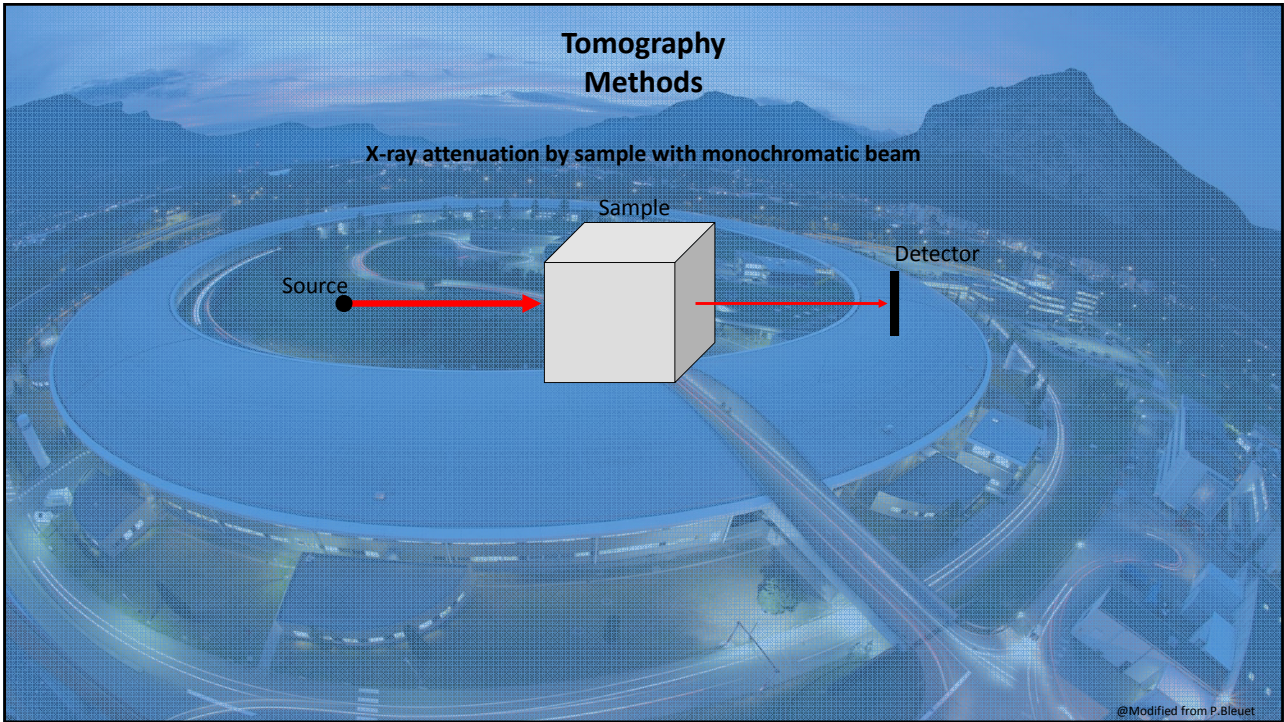 Tomography
Methods
X-ray attenuation by sample with monochromatic beam
Sample
Detector
Source
@Modified from P.Bleuet